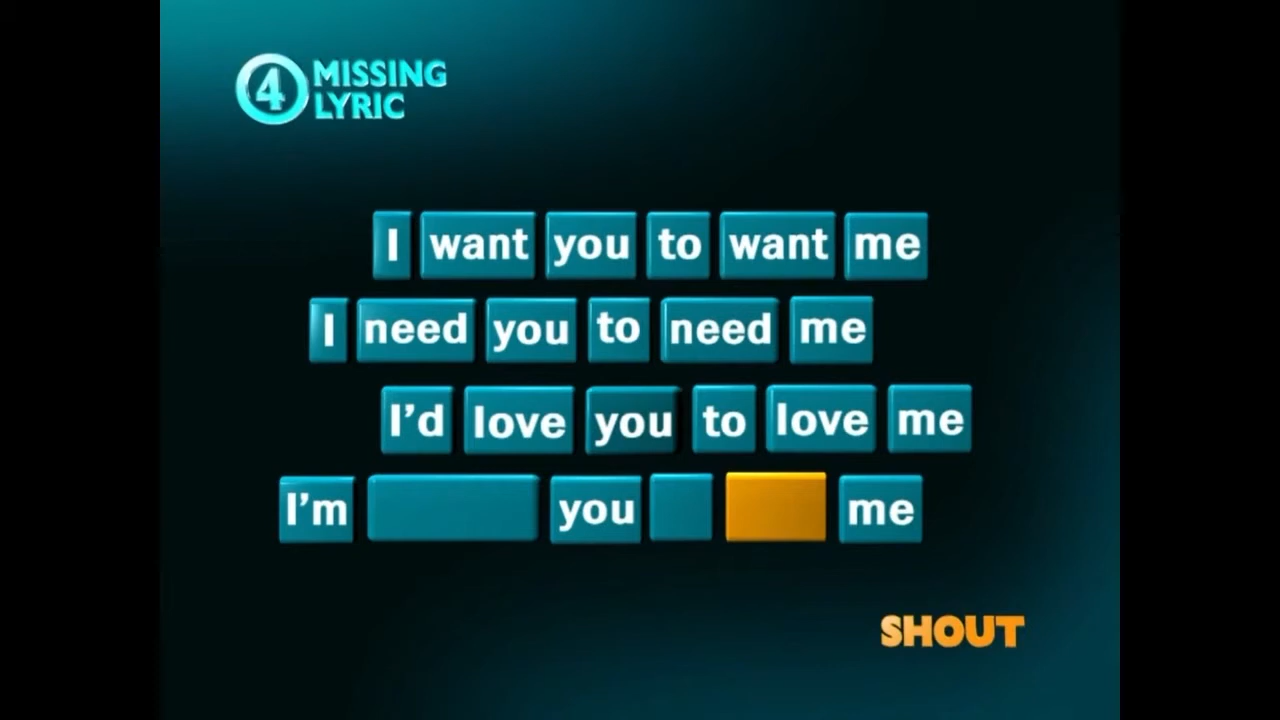 4 MISSING
LYRIC
I want you to want me
I need you to need me
I'd love you to love me
I'm you me
SHOUT